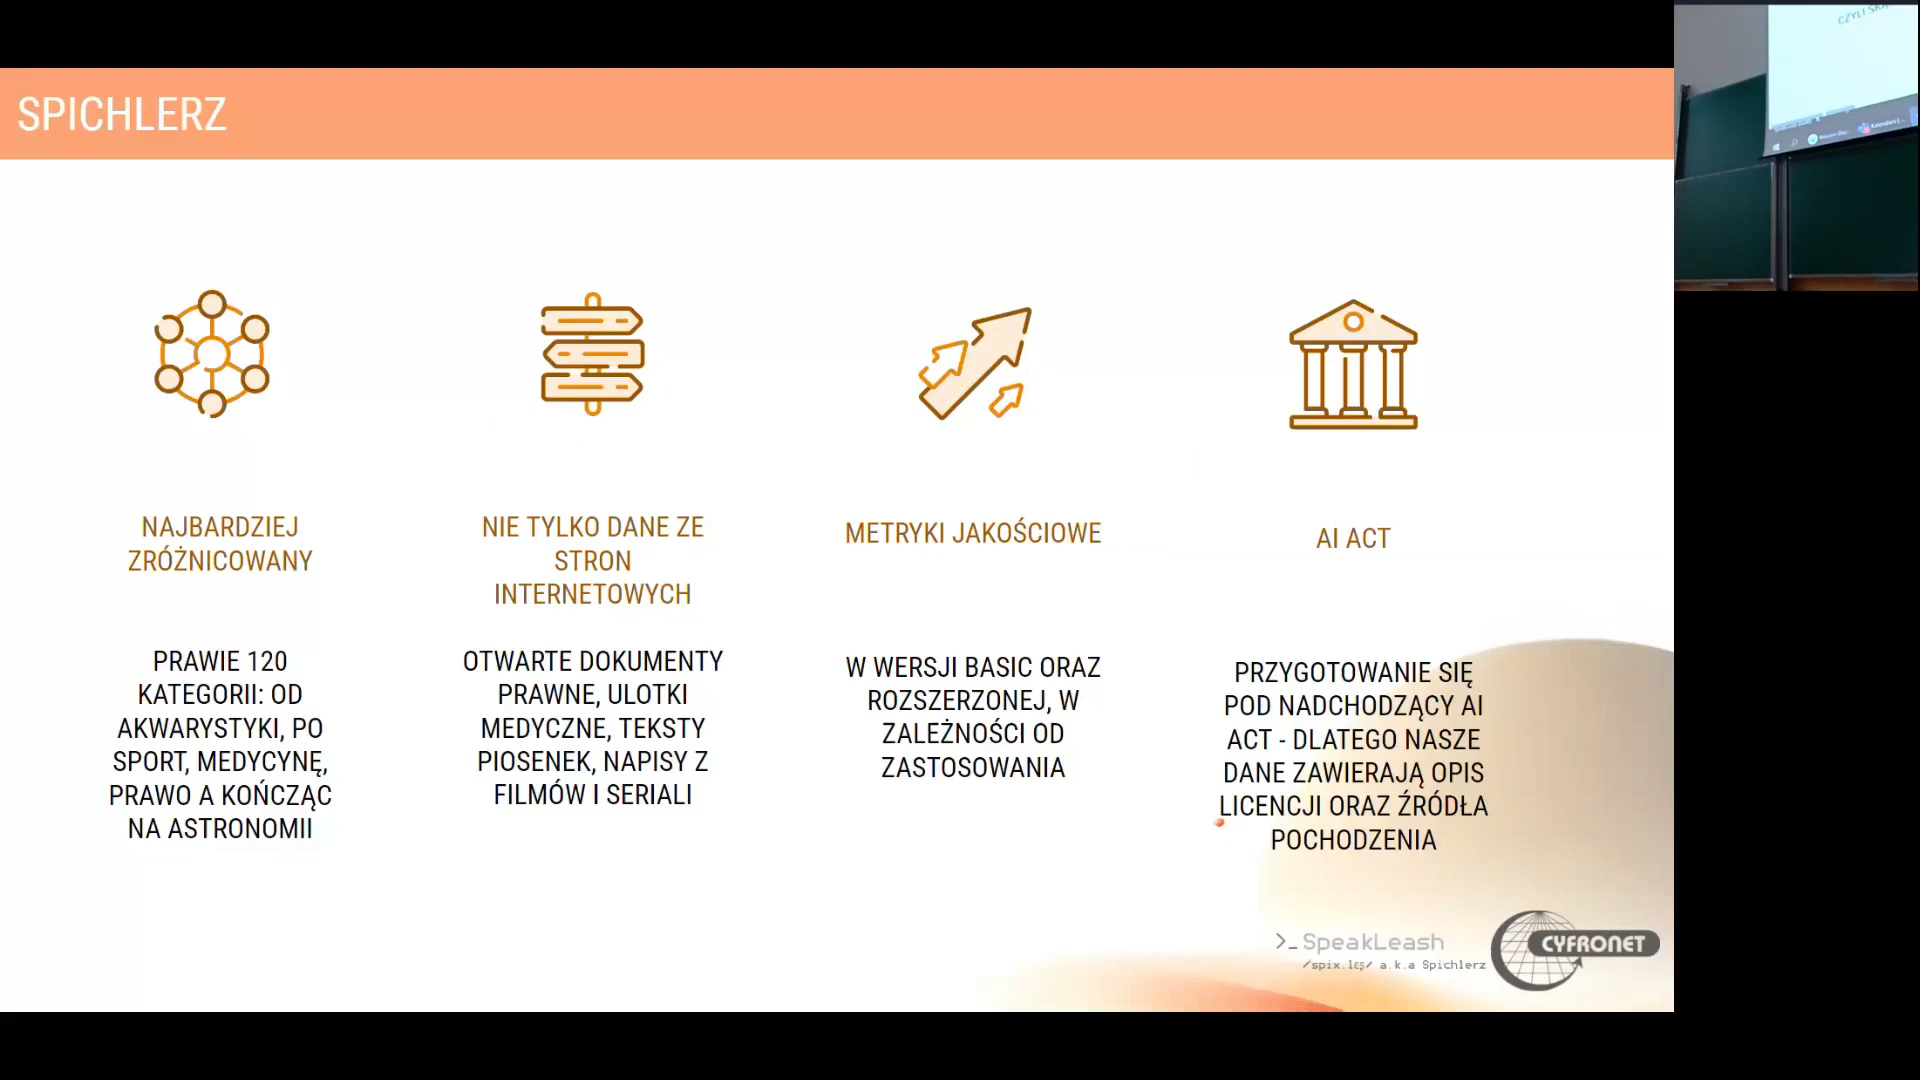 SPICHLERZ
NAJBARDZIEJ
ZRÓŻNICOWANY
PRAWIE 120
KATEGORII: OD
AKWARYSTYKI, PO
SPORT, MEDYCYNĘ,
PRAWO A KOŃCZĄC
NA ASTRONOMII
NIE TYLKO DANE ZE
STRON
INTERNETOWYCH
OTWARTE DOKUMENTY
PRAWNE, ULOTKI
MEDYCZNE, TEKSTY
PIOSENEK, NAPISY Z
FILMÓW I SERIALI
METRYKI JAKOŚCIOWE
W WERSJI BASIC ORAZ
ROZSZERZONEJ, W
ZALEŻNOŚCI OD
ZASTOSOWANIA
AI ACT
PRZYGOTOWANIE SIĘ
POD NADCHODZĄCY AI
ACT - DLATEGO NASZE
DANE ZAWIERAJĄ OPIS
LICENCJI ORAZ ŹRÓDŁA
POCHODZENIA
>_ SpeakLeash
/spix.lɛʂ/ a.k.a Spichlerz
CYFRONET
CZYLI